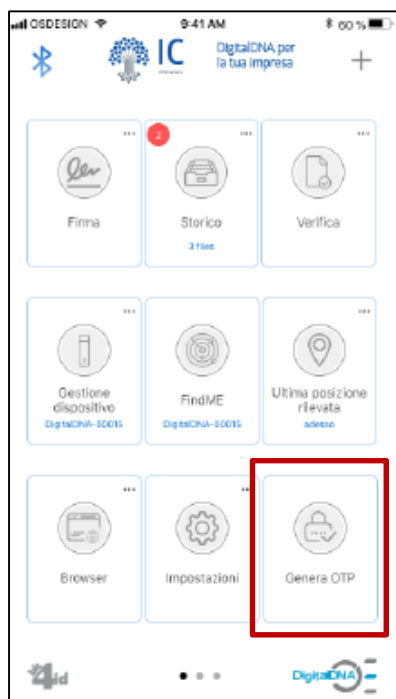 OSDESIGN 9:41 AM 60 %
IC
DigitalDNA per
la tua impresa
2
Firma
Storico
3 files
Verifica
Gestione
dispositivo
DigitalDNA-00015
FindME
DigitalDNA-00015
Ultima posizione
rilevata
adesso
Browser
Impostazioni
Genera OTP
4id
DigitalDNA